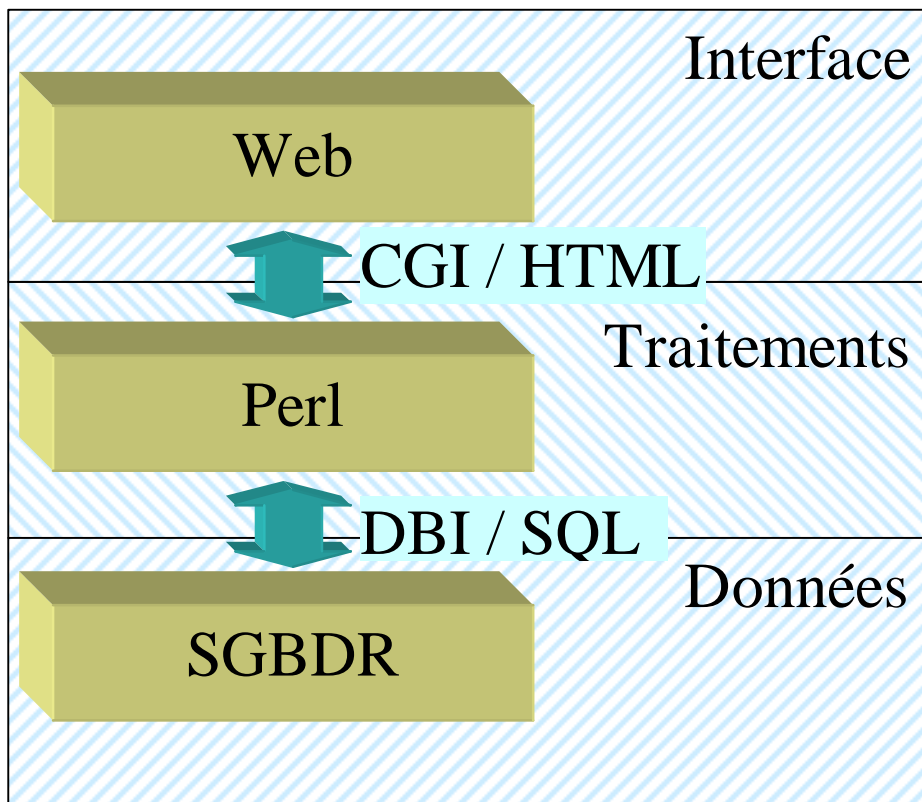 Interface
Web
CGI / HTML
Traitements
Perl
DBI / SQL
Données
SGBDR